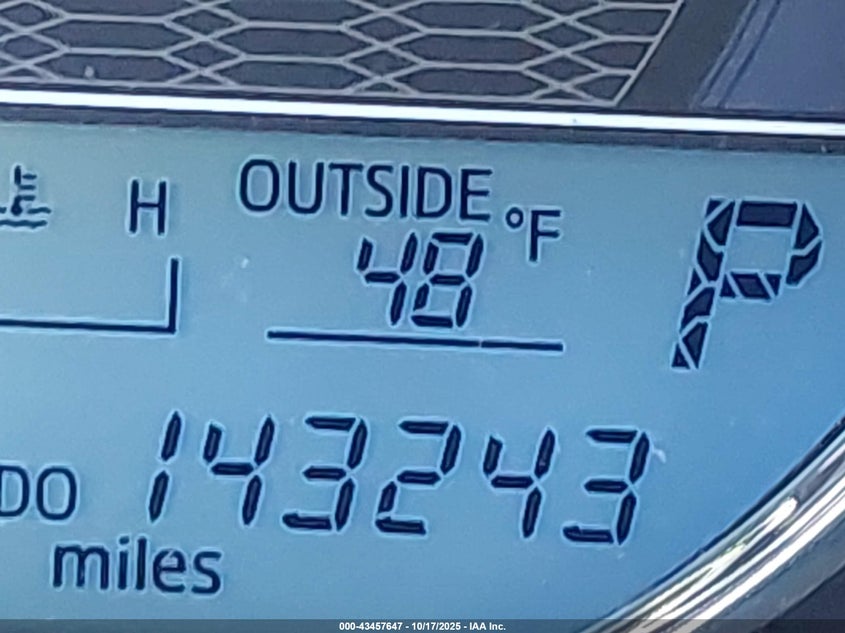 H OUTSIDE °F P
48
DO 143243
miles
000-43457647 - 10/17/2025 - IAA Inc.